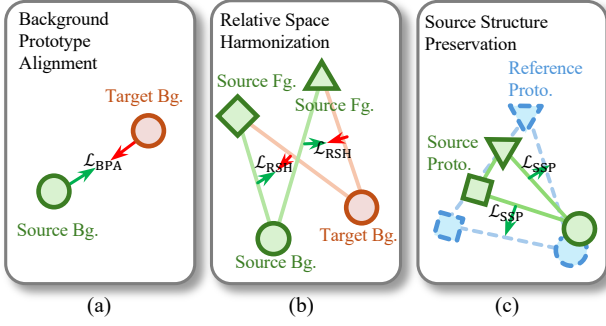 Background
Prototype
Alignment
Target Bg.
ℒBPA
Source Bg.
(a)
Relative Space
Harmonization
Source Fg.
Source Fg.
ℒRSH
ℒRSH
Target Bg.
Source Bg.
(b)
Source Structure
Preservation
Reference
Proto.
Source
Proto.
ℒSSP
ℒSSP
(c)